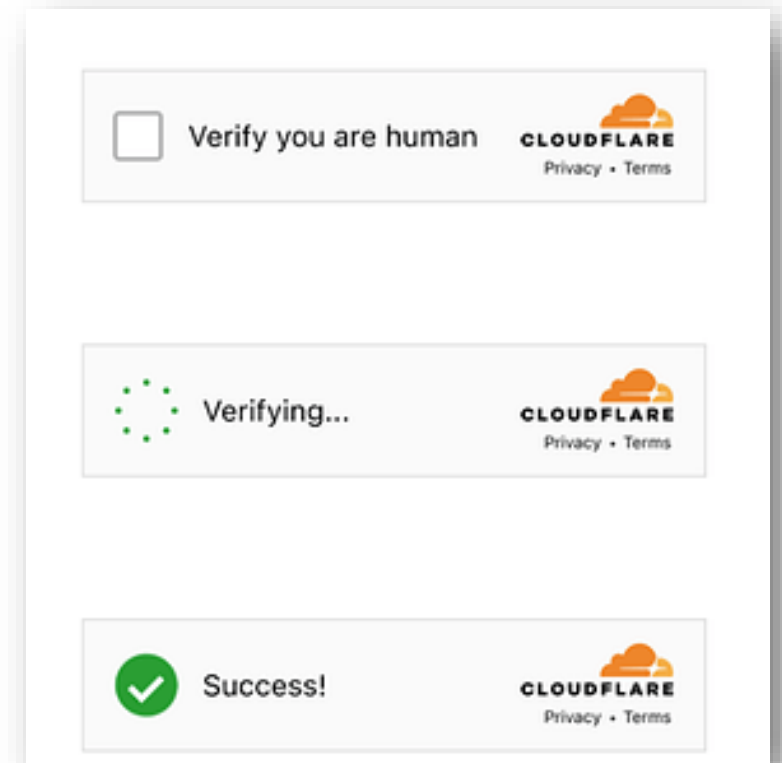 Verify you are human
CLOUDFLARE
Privacy • Terms
Verifying...
CLOUDFLARE
Privacy • Terms
Success!
CLOUDFLARE
Privacy • Terms